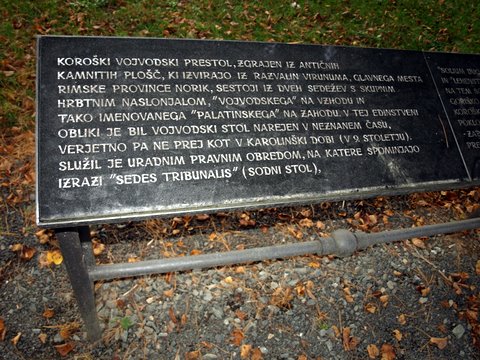 KOROŠKI VOJVODSKI PRESTOL, ZGRAJEN IZ ANTIČNIH
KAMNITIH PLOŠČ, KI IZVIRAJO IZ RAZVALIN VIRUNUMA, GLAVNEGA MESTA
RIMSKE PROVINCE NORIK, SESTOJI IZ DVEH SEDEŽEV S SKUPNIM
HRBTNIM NASLONJALOM, "VOJVODSKEGA" NA VZHODU IN
TAKO IMENOVANEGA "PALATINSKEGA" NA ZAHODU. V TEJ EDINSTVENI
OBLIKI JE BIL VOJVODSKI STOL NAREJEN V NEZNANEM ČASU,
VERJETNO PA NE PREJ KOT V KAROLINŠKI DOBI (V 9. STOLETJU).
SLUŽIL JE URADNIM PRAVNIM OBREDOM, NA KATERE SPOMINJAJO
IZRAZI "SEDES TRIBUNALIS" (SODNI STOL),
V "
NA TEM